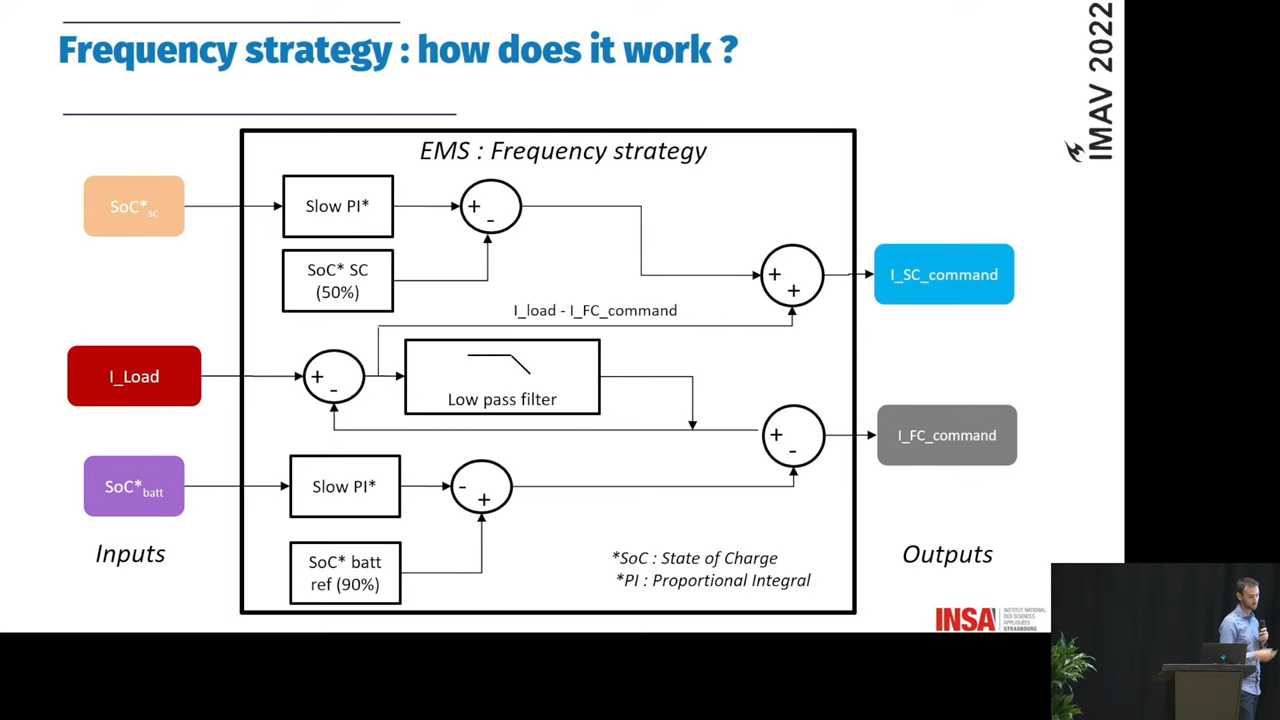 Frequency strategy : how does it work ?
IMAV 2022
EMS : Frequency strategy
SoC*sc
Slow PI*
+
-
SoC* SC
(50%)
+
+
I_SC_command
I_load - I_FC_command
I_Load
+
-
Low pass filter
+
-
I_FC_command
SoC*batt
Slow PI*
-
+
SoC* batt
ref (90%)
Inputs
*SoC : State of Charge
*PI : Proportional Integral
Outputs
INSA
INSTITUT NATIONAL
DES SCIENCES
APPLIQUÉES
STRASBOURG